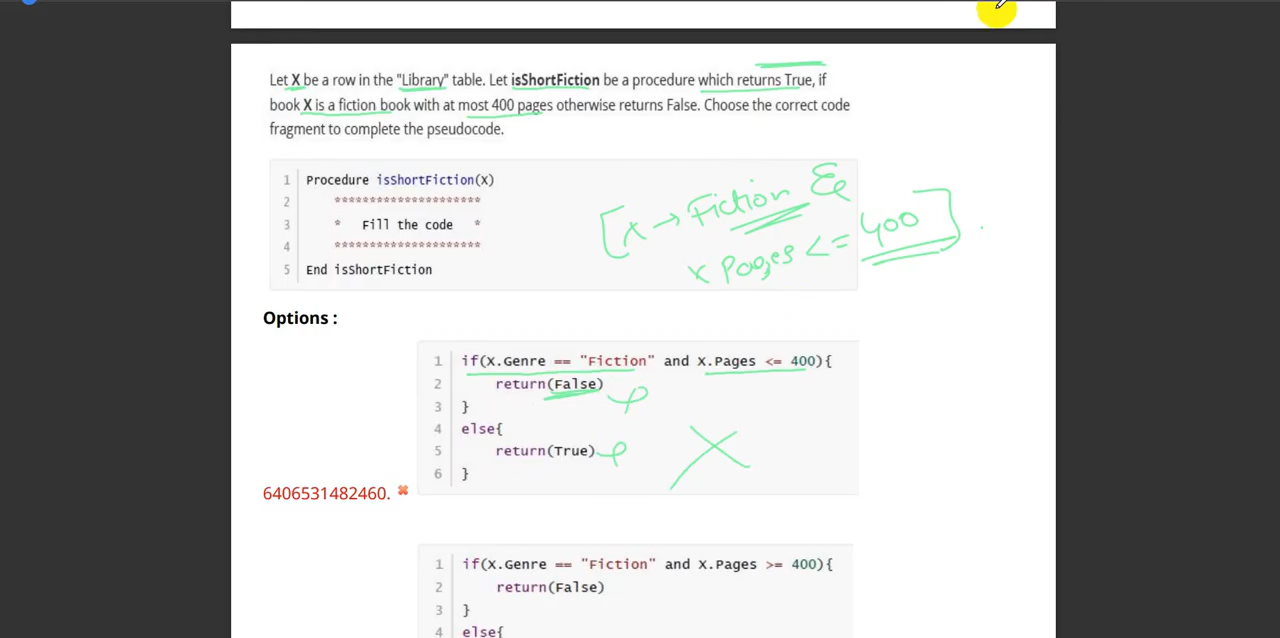 Let X be a row in the "Library" table. Let isShortFiction be a procedure which returns True, if
book X is a fiction book with at most 400 pages otherwise returns False. Choose the correct code
fragment to complete the pseudocode.
1 Procedure isShortFiction(X)
2 *********************
3 * Fill the code *
4 *********************
5 End isShortFiction
[x → Fiction &
x Pages <= 400]
Options :
1 if(X.Genre == "Fiction" and X.Pages <= 400){
2 return(False)
3 }
4 else{
5 return(True)
6 }
6406531482460.
1 if(X.Genre == "Fiction" and X.Pages >= 400){
2 return(False)
3 }
4 else{